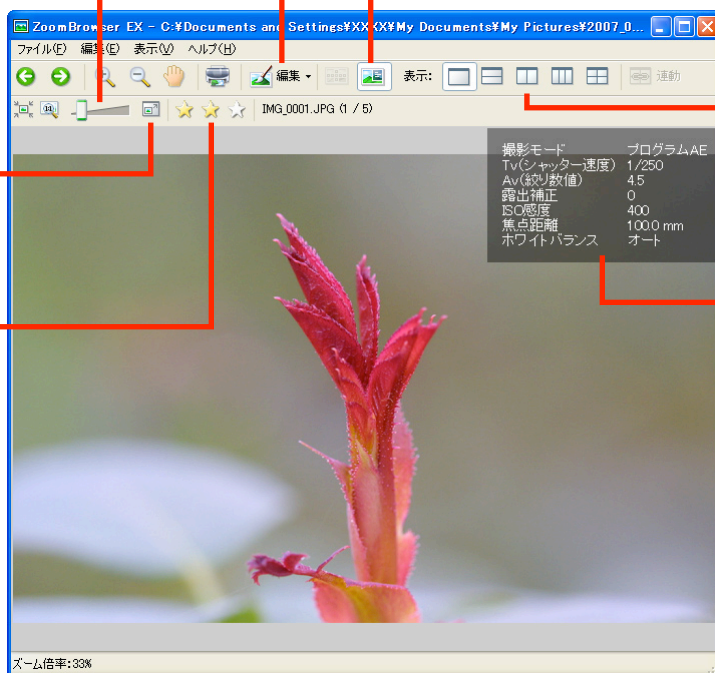 ZoomBrowser EX - C:¥Documents and Settings¥XXXX¥My Documents¥My Pictures¥2007_0...
ファイル(F) 編集(E) 表示(V) ヘルプ(H)
編集 表示: 連動
IMG_0001.JPG (1 / 5)
撮影モード プログラムAE
Tv(シャッター速度) 1/250
Av(絞り数値) 4.5
露出補正 0
ISO感度 400
焦点距離 100.0 mm
ホワイトバランス オート
ズーム倍率:33%